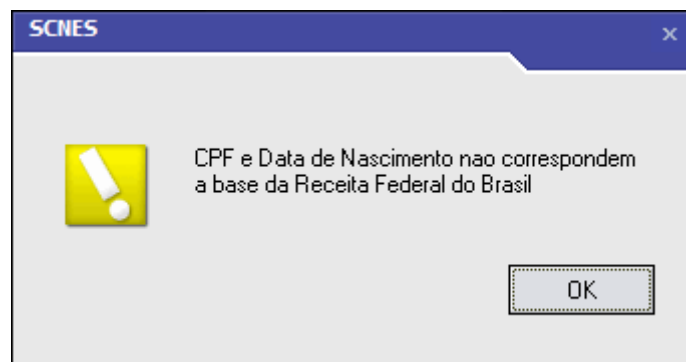 SCNES
CPF e Data de Nascimento nao correspondem
a base da Receita Federal do Brasil
OK